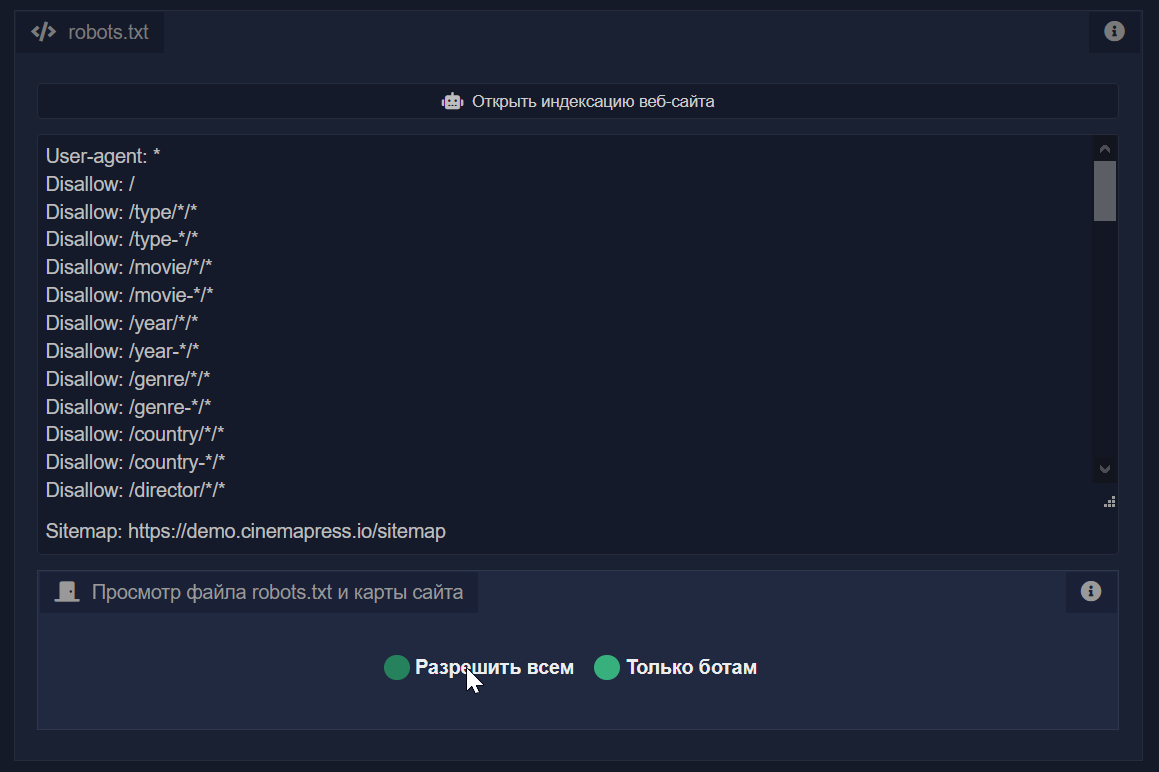 robots.txt
Открыть индексацию веб-сайта
User-agent: *
Disallow: /
Disallow: /type/*/*
Disallow: /type-*/*
Disallow: /movie/*/*
Disallow: /movie-*/*
Disallow: /year/*/*
Disallow: /year-*/*
Disallow: /genre/*/*
Disallow: /genre-*/*
Disallow: /country/*/*
Disallow: /country-*/*
Disallow: /director/*/*
Sitemap: https://demo.cinemapress.io/sitemap
Просмотр файла robots.txt и карты сайта
Разрешить всем Только ботам